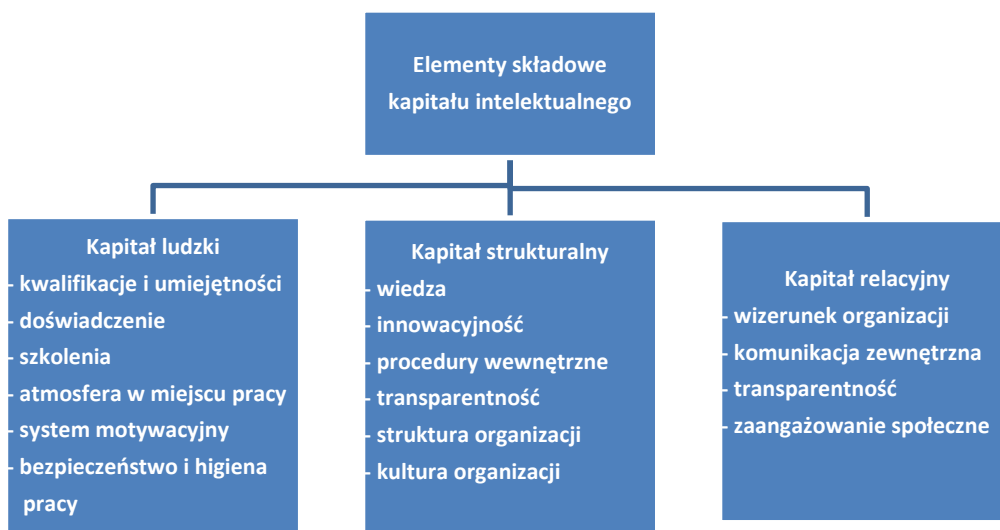 Elementy składowe
kapitału intelektualnego
Kapitał ludzki
- kwalifikacje i umiejętności
- doświadczenie
- szkolenia
- atmosfera w miejscu pracy
- system motywacyjny
- bezpieczeństwo i higiena
pracy
Kapitał strukturalny
- wiedza
- innowacyjność
- procedury wewnętrzne
- transparentność
- struktura organizacji
- kultura organizacji
Kapitał relacyjny
- wizerunek organizacji
- komunikacja zewnętrzna
- transparentność
- zaangażowanie społeczne